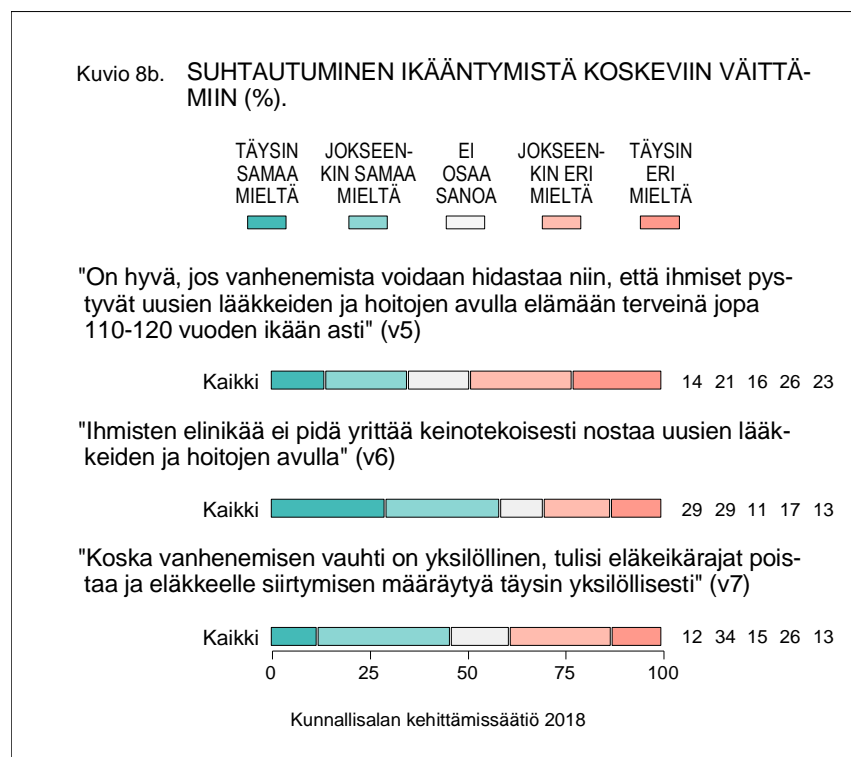 Kuvio 8b. SUHTAUTUMINEN IKÄÄNTYMISTÄ KOSKEVIIN VÄITTÄ-
MIIN (%).
TÄYSIN JOKSEEN- EI JOKSEEN- TÄYSIN
SAMAA KIN SAMAA OSAA KIN ERI ERI
MIELTÄ MIELTÄ SANOA MIELTÄ MIELTÄ
"On hyvä, jos vanhenemista voidaan hidastaa niin, että ihmiset pys-
tyvät uusien lääkkeiden ja hoitojen avulla elämään terveinä jopa
110-120 vuoden ikään asti" (v5)
Kaikki 14 21 16 26 23
"Ihmisten elinikää ei pidä yrittää keinotekoisesti nostaa uusien lääk-
keiden ja hoitojen avulla" (v6)
Kaikki 29 29 11 17 13
"Koska vanhenemisen vauhti on yksilöllinen, tulisi eläkeikärajat pois-
taa ja eläkkeelle siirtymisen määräytyä täysin yksilöllisesti" (v7)
Kaikki 12 34 15 26 13
0 25 50 75 100
Kunnallisalan kehittämissäätiö 2018